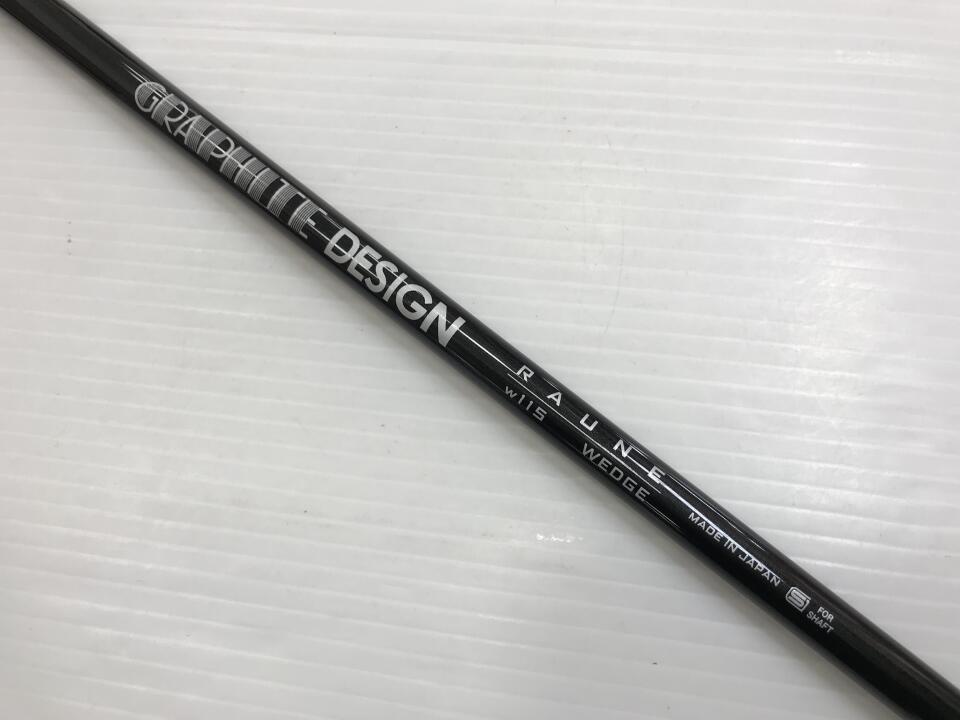 GRAPHITE DESIGN
RAUNE
w115 WEDGE
MADE IN JAPAN
S FOR SHAFT